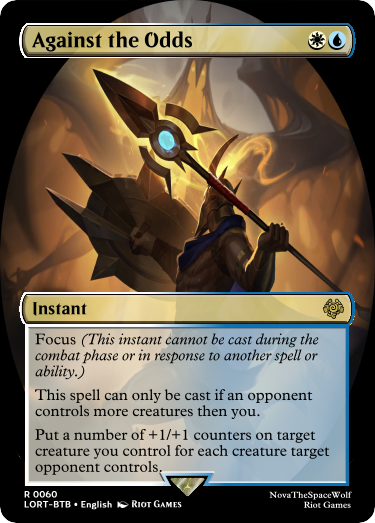 Against the Odds
Instant
Focus (This instant cannot be cast during the
combat phase or in response to another spell or
ability.)
This spell can only be cast if an opponent
controls more creatures then you.
Put a number of +1/+1 counters on target
creature you control for each creature target
opponent controls.
R 0060
LORT-BTB • English RIOT GAMES
NovaTheSpaceWolf
Riot Games